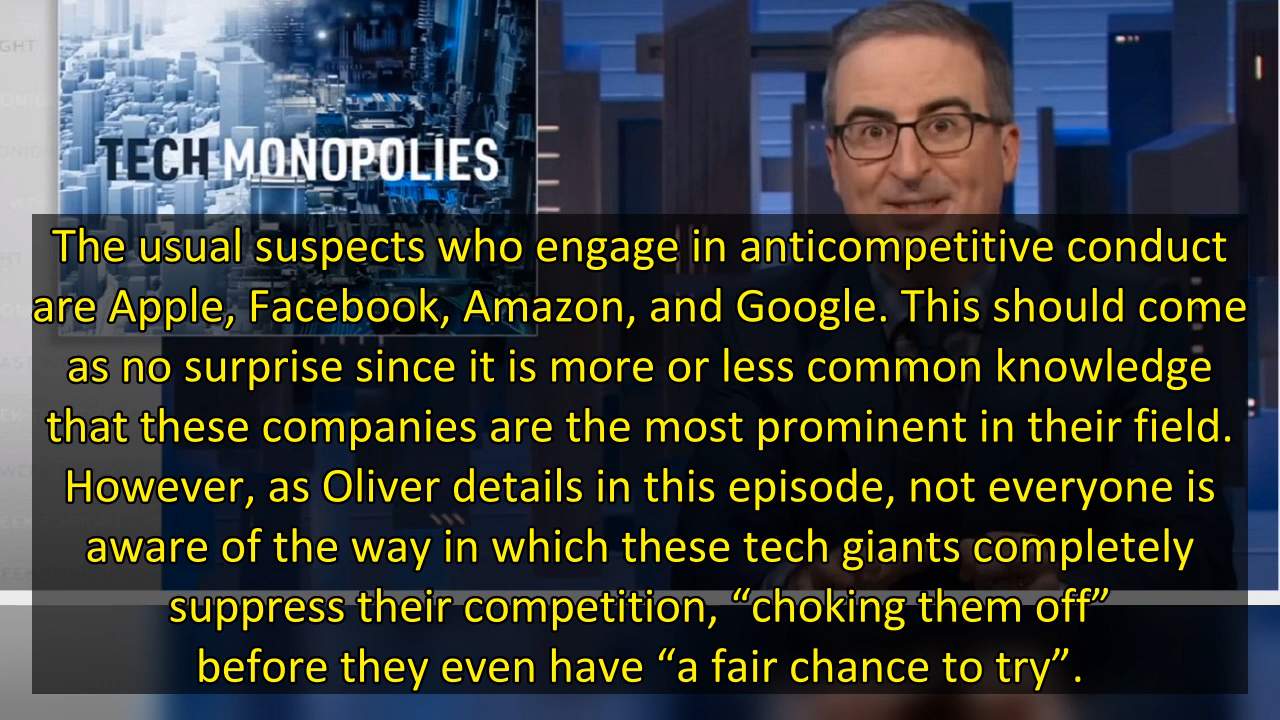 TECH MONOPOLIES
The usual suspects who engage in anticompetitive conduct
are Apple, Facebook, Amazon, and Google. This should come
as no surprise since it is more or less common knowledge
that these companies are the most prominent in their field.
However, as Oliver details in this episode, not everyone is
aware of the way in which these tech giants completely
suppress their competition, “choking them off”
before they even have “a fair chance to try”.